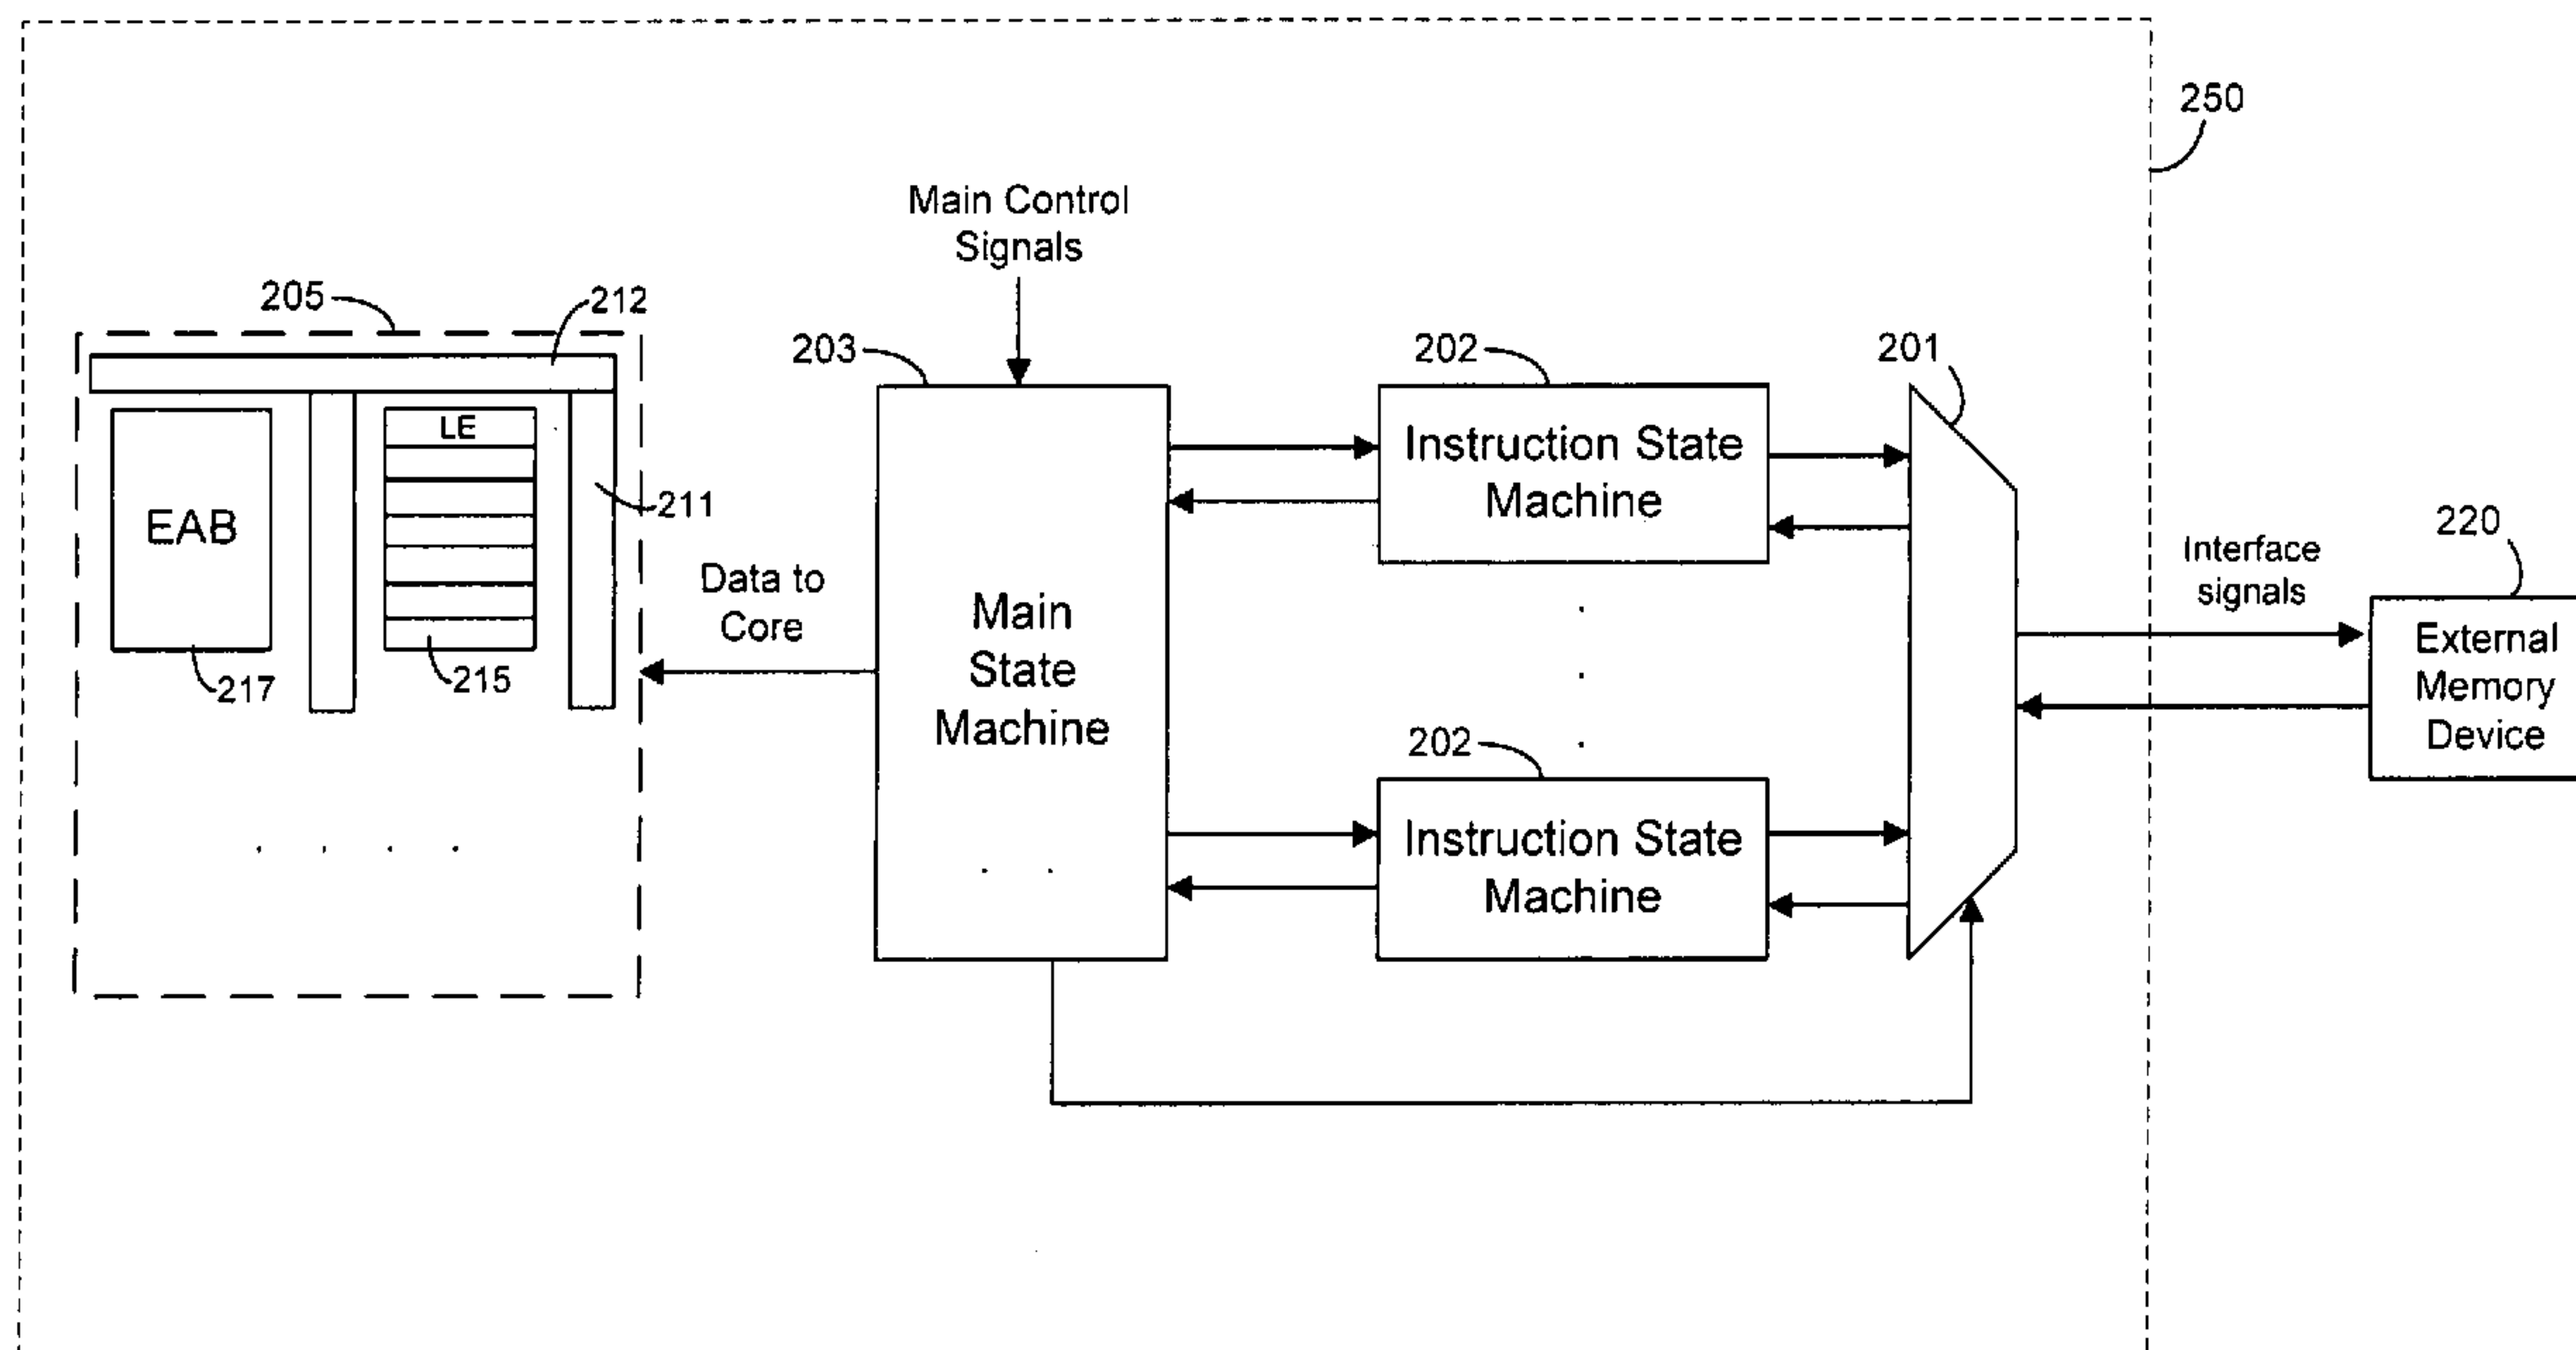 250
Main Control
Signals
205
212
203
202
201
LE
Instruction State
Machine
211
EAB
220
Interface
signals
Data to
Core
Main
State
Machine
External
Memory
Device
217
215
202
Instruction State
Machine